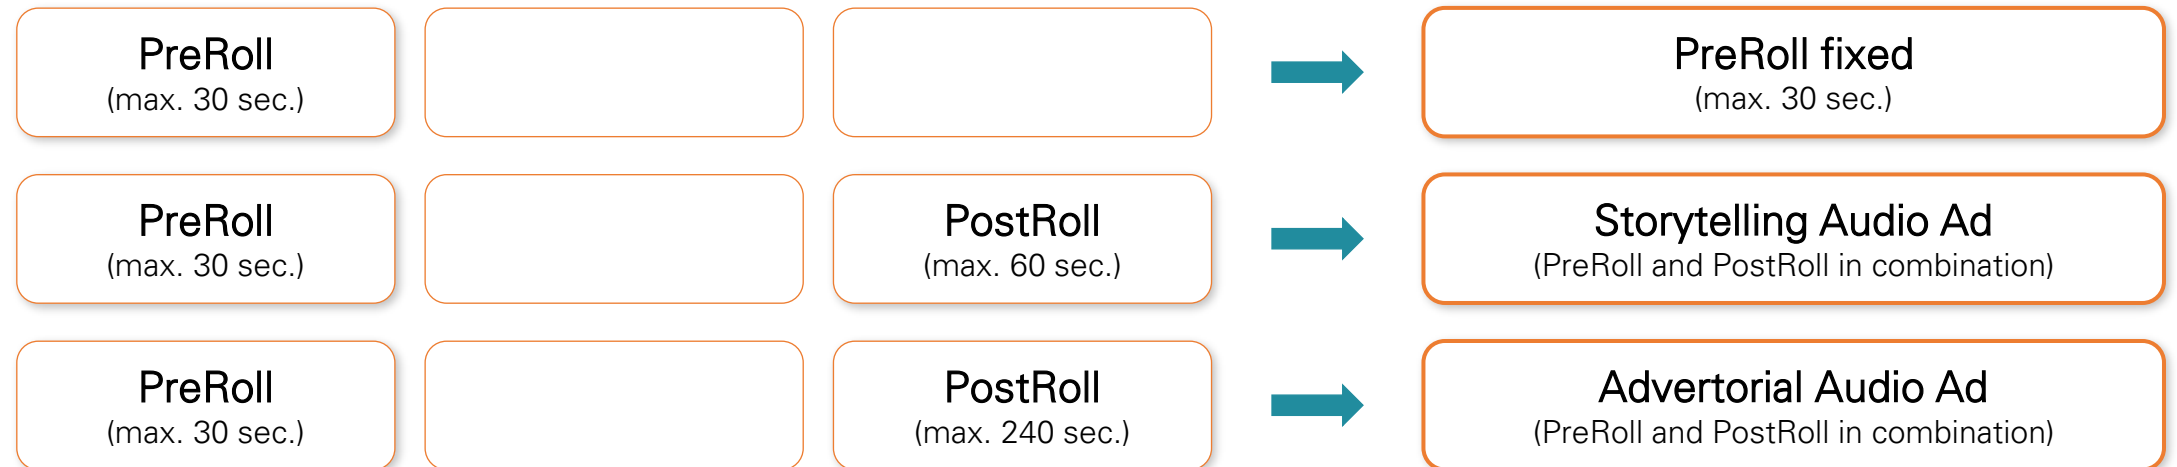 PreRoll
(max. 30 sec.)
PreRoll fixed
(max. 30 sec.)
PreRoll
(max. 30 sec.)
PostRoll
(max. 60 sec.)
Storytelling Audio Ad
(PreRoll and PostRoll in combination)
PreRoll
(max. 30 sec.)
PostRoll
(max. 240 sec.)
Advertorial Audio Ad
(PreRoll and PostRoll in combination)